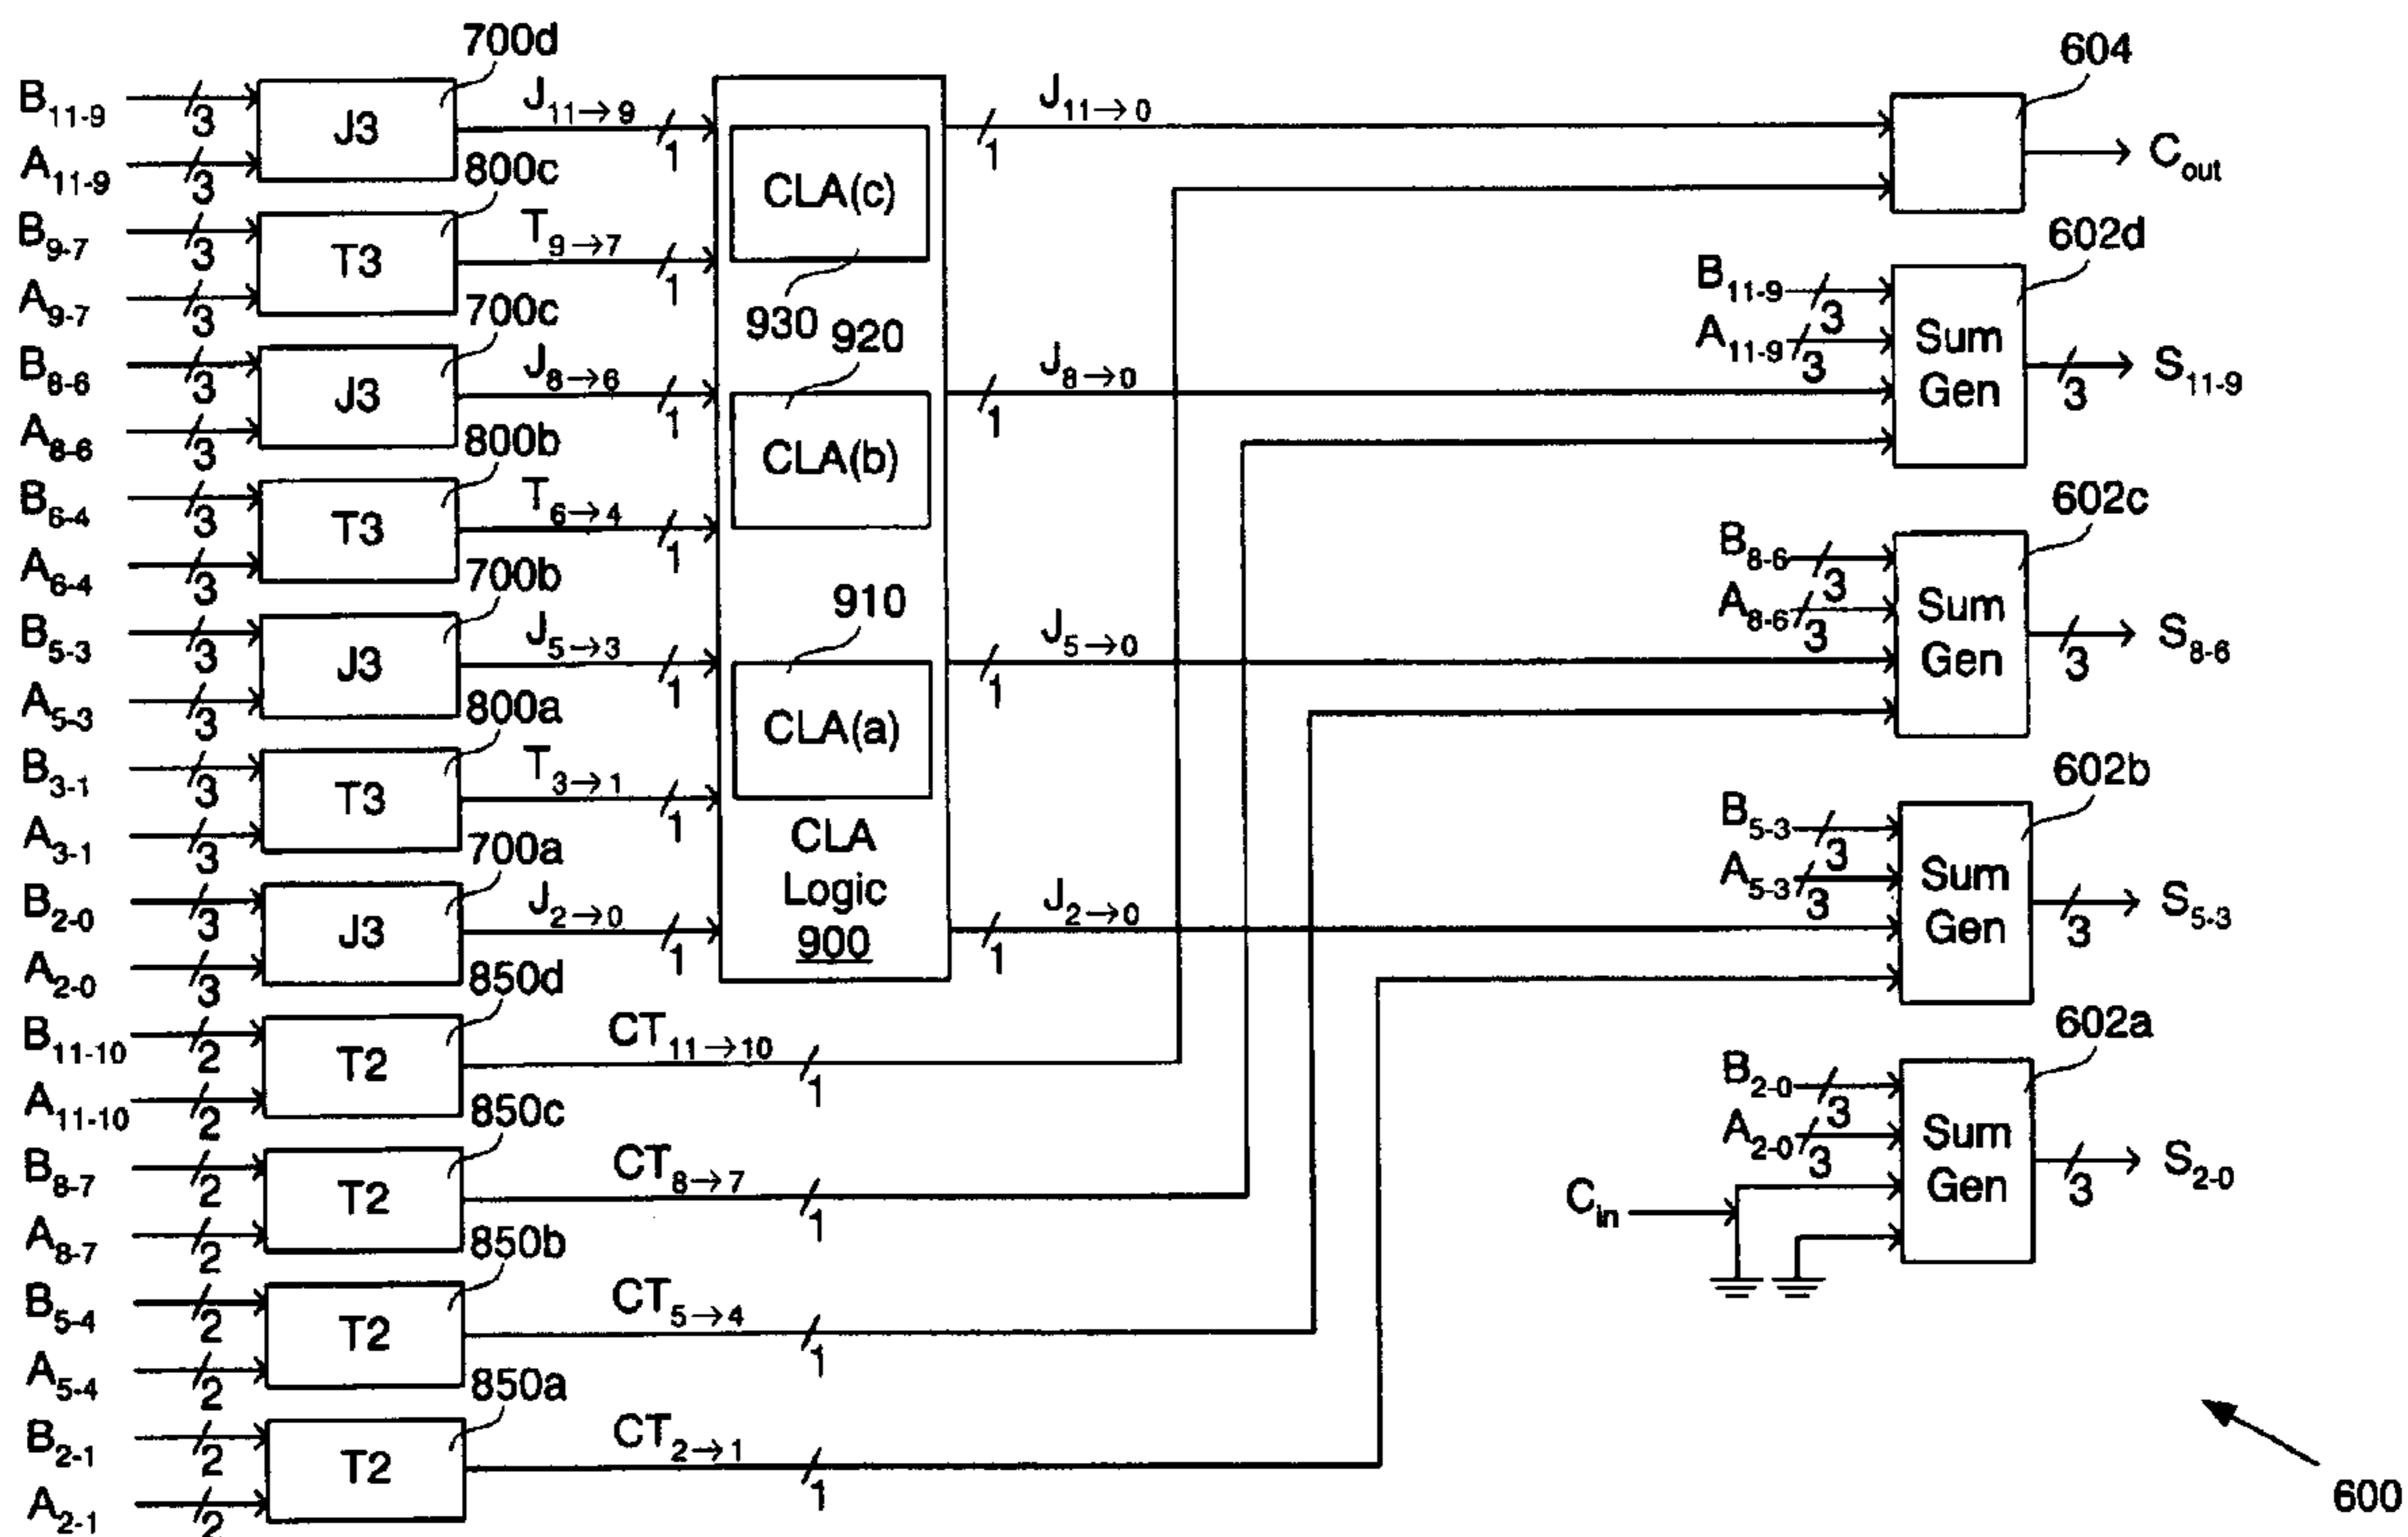 700d
B11-9 3
A11-9 3
J3
J11→9 1
800c
B9-7 3
A9-7 3
T3
T9→7 1
700c
B8-6 3
A8-6 3
J3
J8→6 1
800b
B6-4 3
A6-4 3
T3
T6→4 1
700b
B5-3 3
A5-3 3
J3
J5→3 1
800a
B3-1 3
A3-1 3
T3
T3→1 1
700a
B2-0 3
A2-0 3
J3
J2→0 1
850d
B11-10 2
A11-10 2
T2
CT11→10 1
850c
B8-7 2
A8-7 2
T2
CT8→7 1
850b
B5-4 2
A5-4 2
T2
CT5→4 1
850a
B2-1 2
A2-1 2
T2
CT2→1 1
CLA(c)
930
920
CLA(b)
910
CLA(a)
CLA
Logic
900
J11→0 1
J8→0 1
J5→0 1
J2→0 1
604
Cout
602d
B11-9 3
A11-9 3
Sum
Gen
3 S11-9
602c
B8-6 3
A8-6 3
Sum
Gen
3 S8-6
602b
B5-3 3
A5-3 3
Sum
Gen
3 S5-3
602a
B2-0 3
A2-0 3
Cin
Sum
Gen
3 S2-0
600